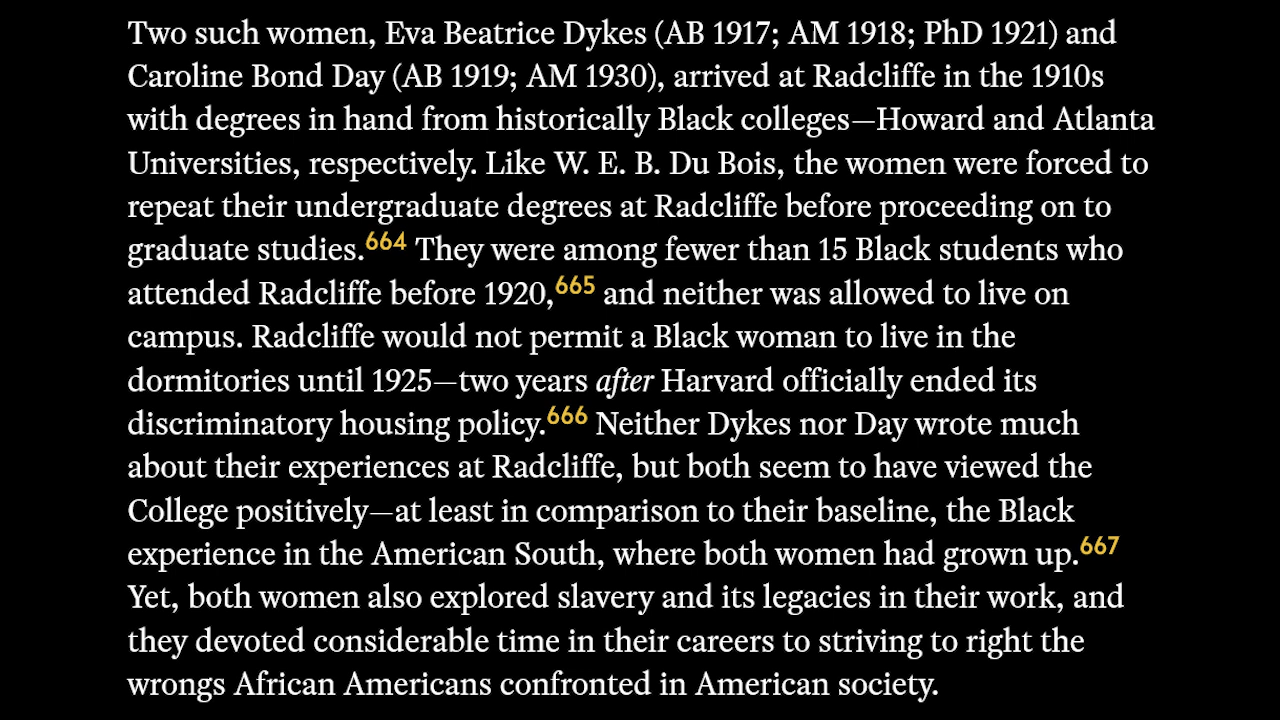 Two such women, Eva Beatrice Dykes (AB 1917; AM 1918; PhD 1921) and
Caroline Bond Day (AB 1919; AM 1930), arrived at Radcliffe in the 1910s
with degrees in hand from historically Black colleges—Howard and Atlanta
Universities, respectively. Like W. E. B. Du Bois, the women were forced to
repeat their undergraduate degrees at Radcliffe before proceeding on to
graduate studies.664 They were among fewer than 15 Black students who
attended Radcliffe before 1920,665 and neither was allowed to live on
campus. Radcliffe would not permit a Black woman to live in the
dormitories until 1925—two years after Harvard officially ended its
discriminatory housing policy.666 Neither Dykes nor Day wrote much
about their experiences at Radcliffe, but both seem to have viewed the
College positively—at least in comparison to their baseline, the Black
experience in the American South, where both women had grown up.667
Yet, both women also explored slavery and its legacies in their work, and
they devoted considerable time in their careers to striving to right the
wrongs African Americans confronted in American society.